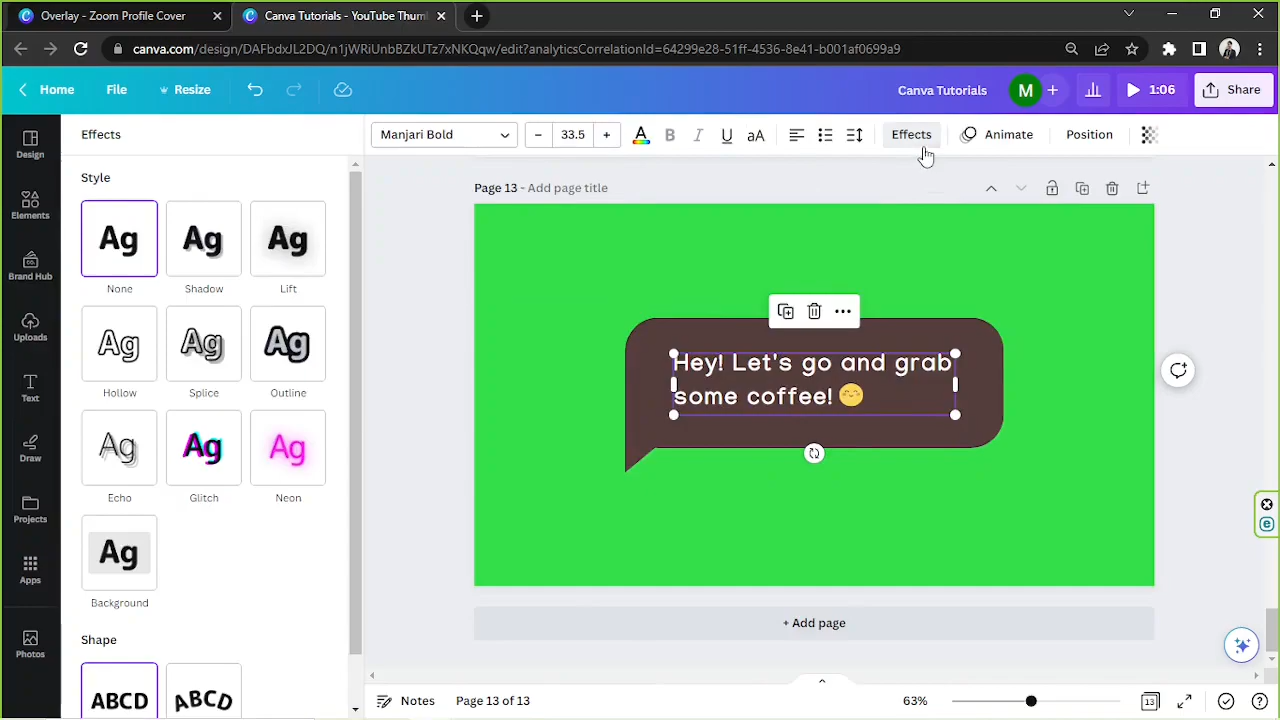 Overlay - Zoom Profile Cover
Canva Tutorials - YouTube Thum
canva.com/design/DAFbdxJL2DQ/n1jWRiUnbBZkUTz7xNKQqw/edit?analyticsCorrelationId=64299e28-51ff-4536-8e41-b001af0699a9
Home
File
Resize
Canva Tutorials
M
1:06
Share
Effects
Manjari Bold
33.5
A
B
I
U
aA
Effects
Animate
Position
Design
Elements
Brand Hub
Uploads
Text
Draw
Projects
Apps
Photos
Style
Ag
Ag
Ag
None
Shadow
Lift
Ag
Ag
Ag
Hollow
Splice
Outline
Ag
Ag
Ag
Echo
Glitch
Neon
Ag
Background
Shape
ABCD
ABCD
Page 13 - Add page title
Hey! Let's go and grab
some coffee! 😊
+ Add page
Notes
Page 13 of 13
63%
13